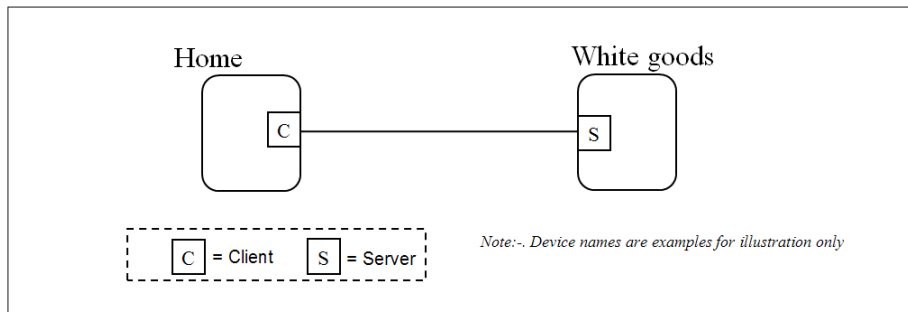 Home
White goods
C
S
C = Client
S = Server
Note:-. Device names are examples for illustration only